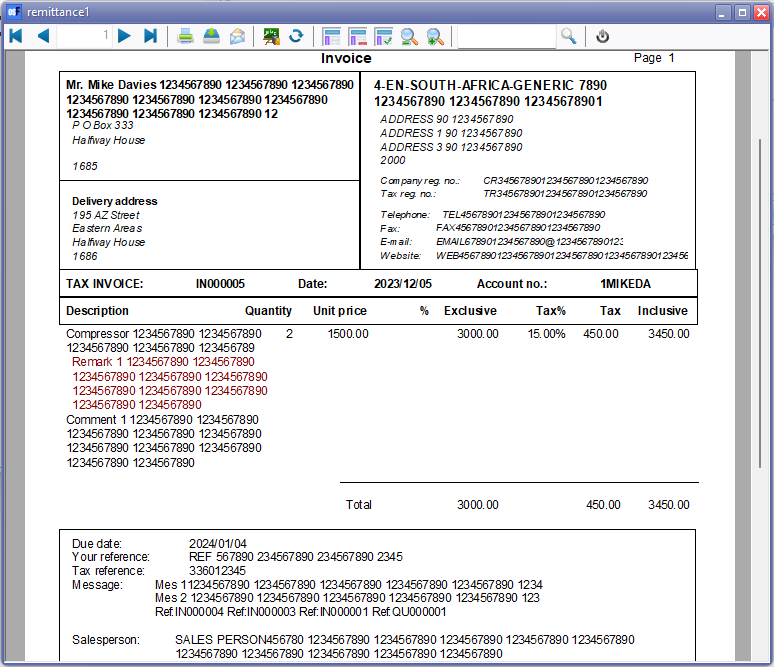 remittance1
1
Invoice
Page 1
Mr. Mike Davies 1234567890 1234567890 1234567890
1234567890 1234567890 1234567890 1234567890
1234567890 1234567890 1234567890 12
P O Box 333
Halfway House
1685
4-EN-SOUTH-AFRICA-GENERIC 7890
1234567890 1234567890 12345678901
ADDRESS 90 1234567890
ADDRESS 1 90 1234567890
ADDRESS 3 90 1234567890
2000
Company reg. no.: CR3456789012345678901234567890
Tax reg. no.: TR3456789012345678901234567890
Telephone: TEL456789012345678901234567890
Fax: FAX456789012345678901234567890
E-mail: EMAIL678901234567890@1234567890123
Website: WEB4567890123456789012345678901234567890123456
Delivery address
195 AZ Street
Eastern Areas
Halfway House
1686
TAX INVOICE: IN000005 Date: 2023/12/05 Account no.: 1MIKEDA
Description Quantity Unit price % Exclusive Tax% Tax Inclusive
Compressor 1234567890 1234567890 2 1500.00 3000.00 15.00% 450.00 3450.00
1234567890 1234567890 123456789
Remark 1 1234567890 1234567890
1234567890 1234567890 1234567890
1234567890 1234567890 1234567890
1234567890 1234567890
Comment 1 1234567890 1234567890
1234567890 1234567890 1234567890
1234567890 1234567890 1234567890
1234567890 1234567890
Total 3000.00 450.00 3450.00
Due date: 2024/01/04
Your reference: REF 567890 234567890 234567890 2345
Tax reference: 336012345
Message: Mes 11234567890 1234567890 1234567890 1234567890 1234567890 1234
Mes 2 1234567890 1234567890 1234567890 1234567890 1234567890 123
Ref:IN000004 Ref:IN000003 Ref:IN000001 Ref:QU000001
Salesperson: SALES PERSON456780 1234567890 1234567890 1234567890 1234567890 1234567890
1234567890 1234567890 1234567890 1234567890 1234567890